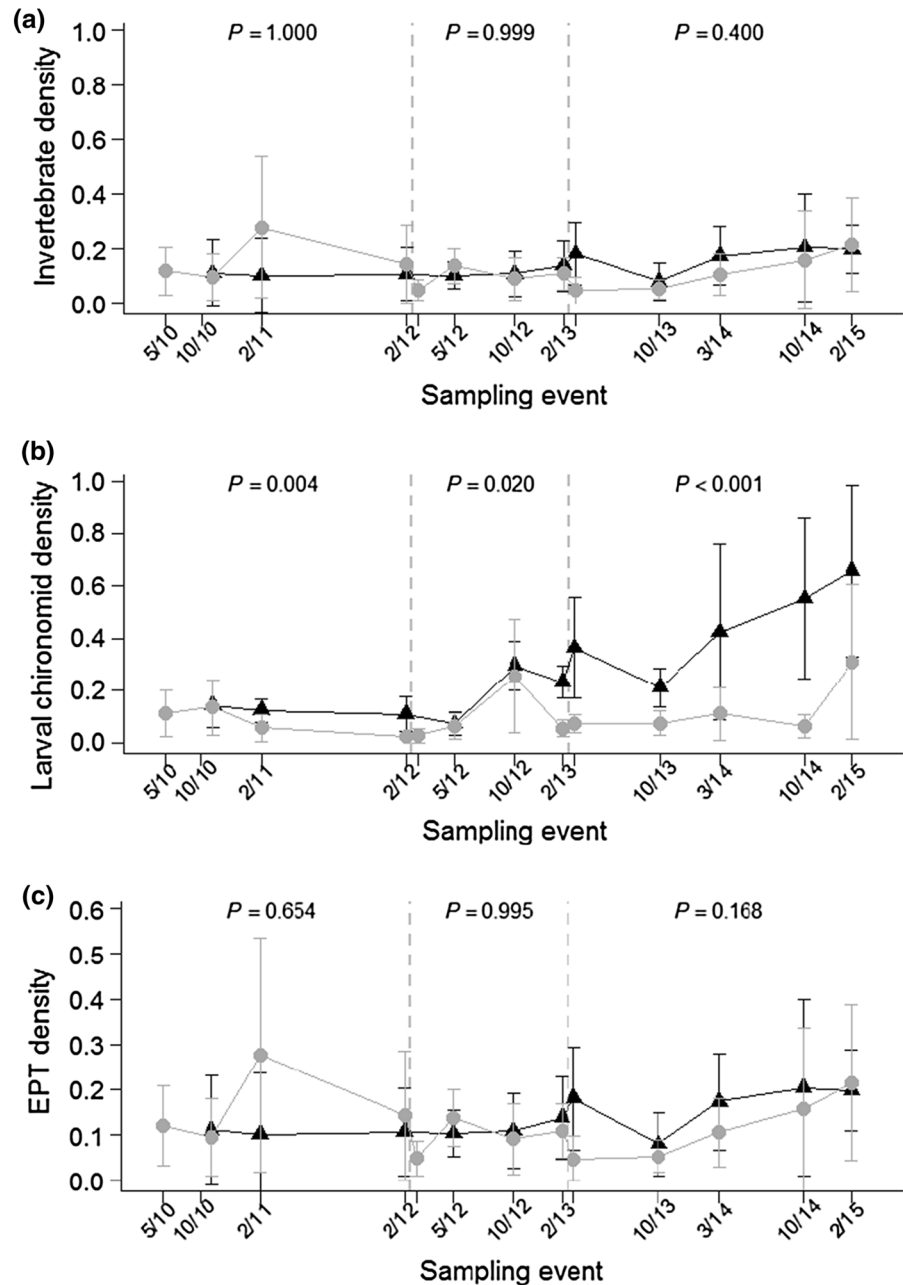 (a)
Invertebrate density
1.0
0.8
0.6
0.4
0.2
0.0
P = 1.000
P = 0.999
P = 0.400
5/10
10/10
2/11
2/12
5/12
10/12
2/13
10/13
3/14
10/14
2/15
Sampling event
(b)
Larval chironomid density
1.0
0.8
0.6
0.4
0.2
0.0
P = 0.004
P = 0.020
P < 0.001
5/10
10/10
2/11
2/12
5/12
10/12
2/13
10/13
3/14
10/14
2/15
Sampling event
(c)
EPT density
0.6
0.5
0.4
0.3
0.2
0.1
0.0
P = 0.654
P = 0.995
P = 0.168
5/10
10/10
2/11
2/12
5/12
10/12
2/13
10/13
3/14
10/14
2/15
Sampling event